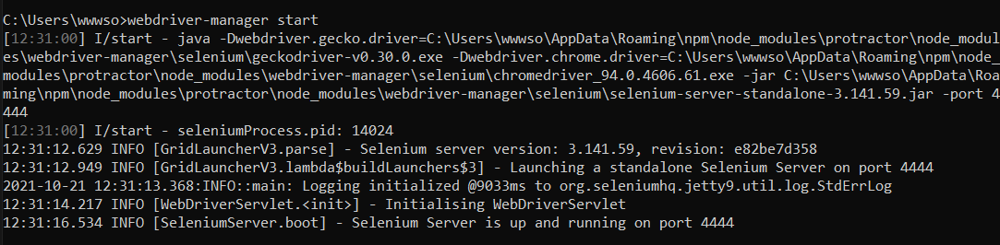 C:\Users\wwwso>webdriver-manager start
[12:31:00] I/start - java -Dwebdriver.gecko.driver=C:\Users\wwwso\AppData\Roaming\npm\node_modules\protractor\node_modul
es\webdriver-manager\selenium\geckodriver-v0.30.0.exe -Dwebdriver.chrome.driver=C:\Users\wwwso\AppData\Roaming\npm\node_
modules\protractor\node_modules\webdriver-manager\selenium\chromedriver_94.0.4606.61.exe -jar C:\Users\wwwso\AppData\Roa
ming\npm\node_modules\protractor\node_modules\webdriver-manager\selenium\selenium-server-standalone-3.141.59.jar -port 4
444
[12:31:00] I/start - seleniumProcess.pid: 14024
12:31:12.629 INFO [GridLauncherV3.parse] - Selenium server version: 3.141.59, revision: e82be7d358
12:31:12.949 INFO [GridLauncherV3.lambda$buildLaunchers$3] - Launching a standalone Selenium Server on port 4444
2021-10-21 12:31:13.368:INFO::main: Logging initialized @9033ms to org.seleniumhq.jetty9.util.log.StdErrLog
12:31:14.217 INFO [WebDriverServlet.<init>] - Initialising WebDriverServlet
12:31:16.534 INFO [SeleniumServer.boot] - Selenium Server is up and running on port 4444